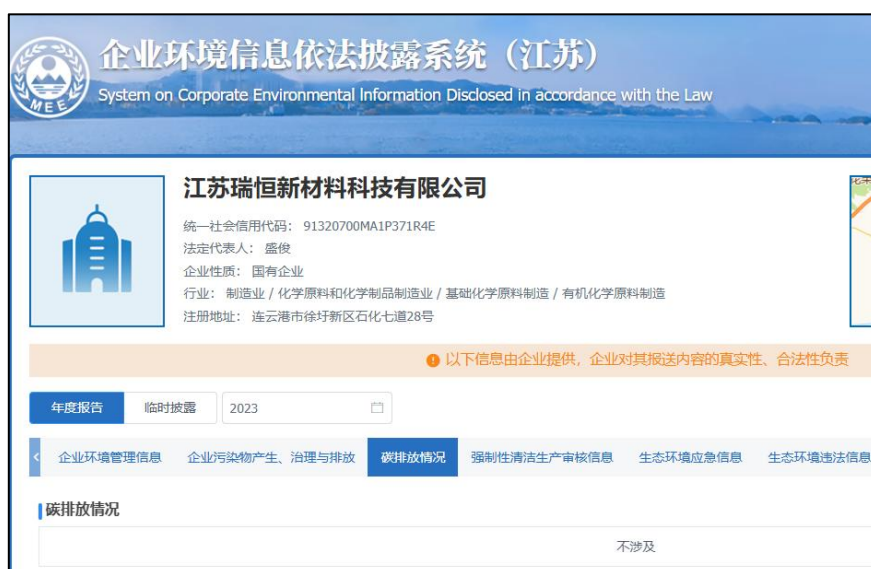 企业环境信息依法披露系统（江苏）
System on Corporate Environmental Information Disclosed in accordance with the Law
MEE
江苏瑞恒新材料科技有限公司
统一社会信用代码： 91320700MA1P371R4E
法定代表人： 盛俊
企业性质： 国有企业
行业： 制造业 / 化学原料和化学制品制造业 / 基础化学原料制造 / 有机化学原料制造
注册地址： 连云港市徐圩新区石化七道28号
以下信息由企业提供，企业对其报送内容的真实性、合法性负责
年度报告 临时披露 2023
企业环境管理信息 企业污染物产生、治理与排放 碳排放情况 强制性清洁生产审核信息 生态环境应急信息 生态环境违法信息
碳排放情况
不涉及